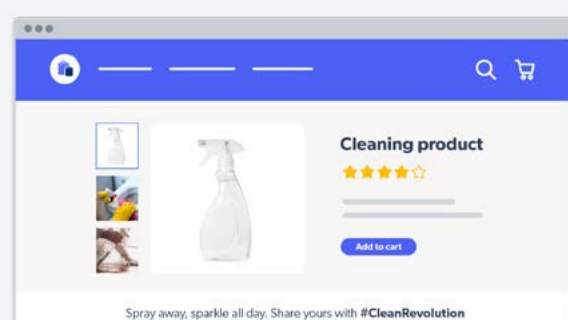 Cleaning product
Add to cart
Spray away, sparkle all day. Share yours with #CleanRevolution